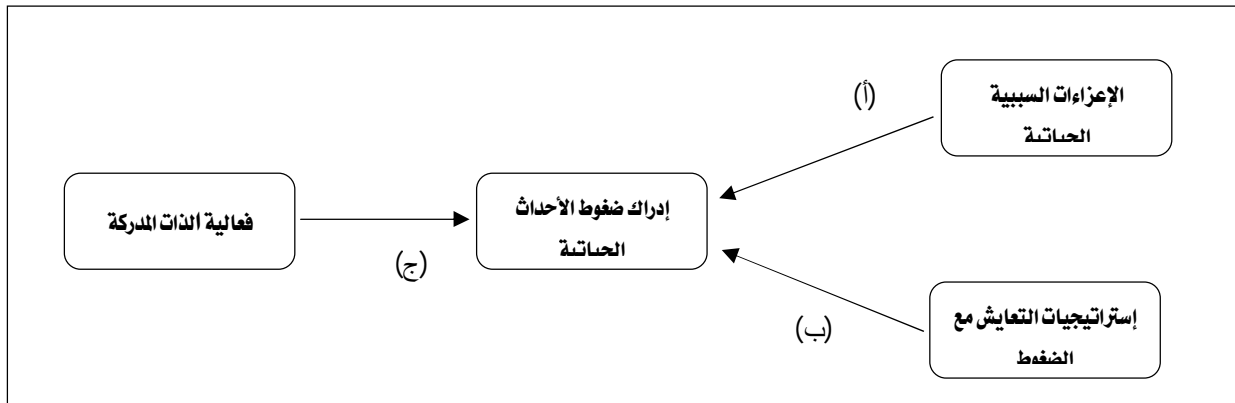 الإعزاءات السببية
الحياتية
(أ)
إدراك ضغوط الأحداث
الحياتية
فعالية الذات المدركة
(ج)
إستراتيجيات التعايش مع
الضغوط
(ب)